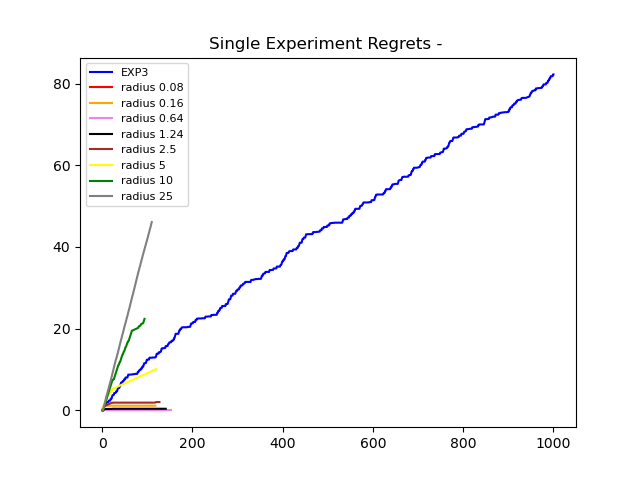 Single Experiment Regrets -
EXP3
radius 0.08
radius 0.16
radius 0.64
radius 1.24
radius 2.5
radius 5
radius 10
radius 25
80
60
40
20
0
0 200 400 600 800 1000